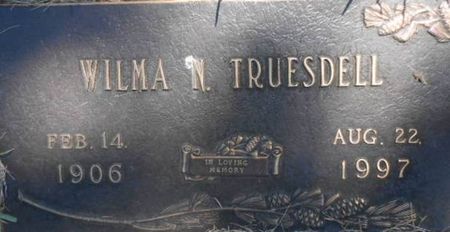 WILMA N. TRUESDELL
FEB. 14 AUG. 22
1906 1997
IN LOVING
MEMORY